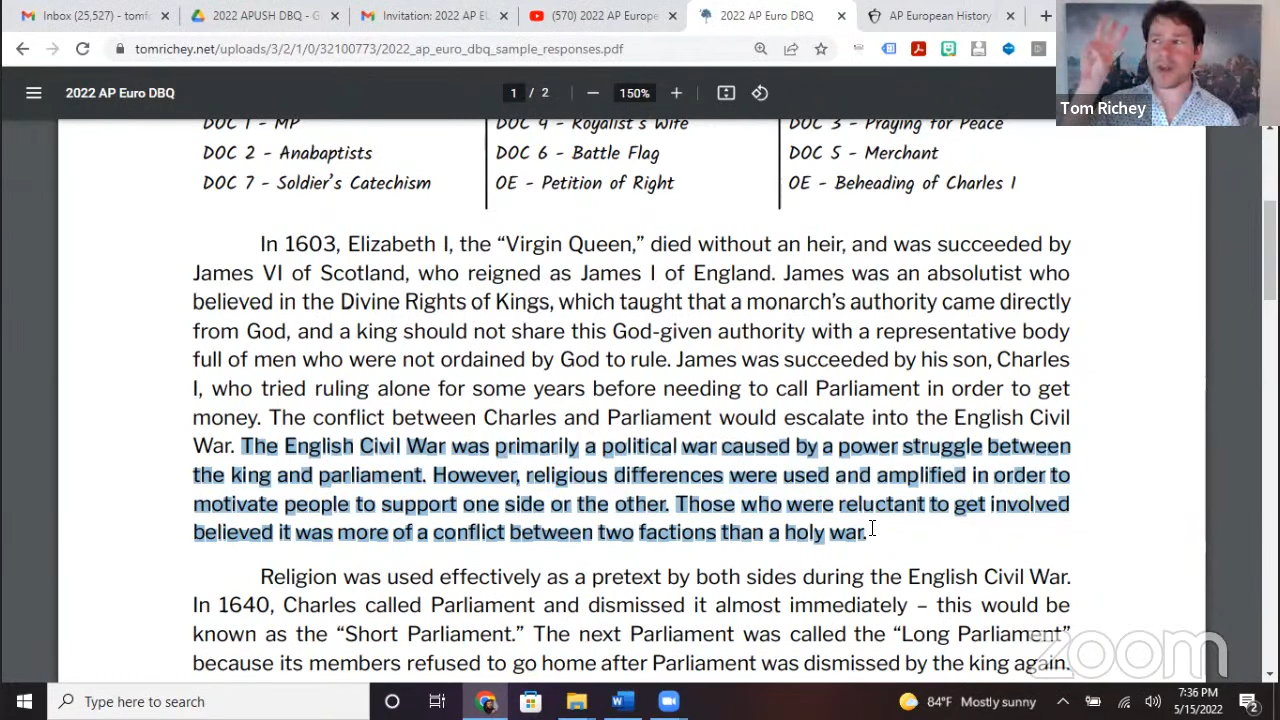 Inbox (25,527) - tomf
2022 APUSH DBQ - G
Invitation: 2022 AP E
(570) 2022 AP Europe
2022 AP Euro DBQ
AP European History
tomrichey.net/uploads/3/2/1/0/32100773/2022_ap_euro_dbq_sample_responses.pdf
2022 AP Euro DBQ
1 / 2
150%
Tom Richey
DOC 1 - MP
DOC 2 - Anabaptists
DOC 7 - Soldier's Catechism
DOC 4 - Royalist's Wife
DOC 6 - Battle Flag
OE - Petition of Right
DOC 3 - Praying for Peace
DOC 5 - Merchant
OE - Beheading of Charles I
In 1603, Elizabeth I, the “Virgin Queen,” died without an heir, and was succeeded by
James VI of Scotland, who reigned as James I of England. James was an absolutist who
believed in the Divine Rights of Kings, which taught that a monarch’s authority came directly
from God, and a king should not share this God-given authority with a representative body
full of men who were not ordained by God to rule. James was succeeded by his son, Charles
I, who tried ruling alone for some years before needing to call Parliament in order to get
money. The conflict between Charles and Parliament would escalate into the English Civil
War. The English Civil War was primarily a political war caused by a power struggle between
the king and parliament. However, religious differences were used and amplified in order to
motivate people to support one side or the other. Those who were reluctant to get involved
believed it was more of a conflict between two factions than a holy war.
Religion was used effectively as a pretext by both sides during the English Civil War.
In 1640, Charles called Parliament and dismissed it almost immediately – this would be
known as the “Short Parliament.” The next Parliament was called the “Long Parliament”
because its members refused to go home after Parliament was dismissed by the king again.
zoom
Type here to search
84°F Mostly sunny
7:36 PM
5/15/2022
2